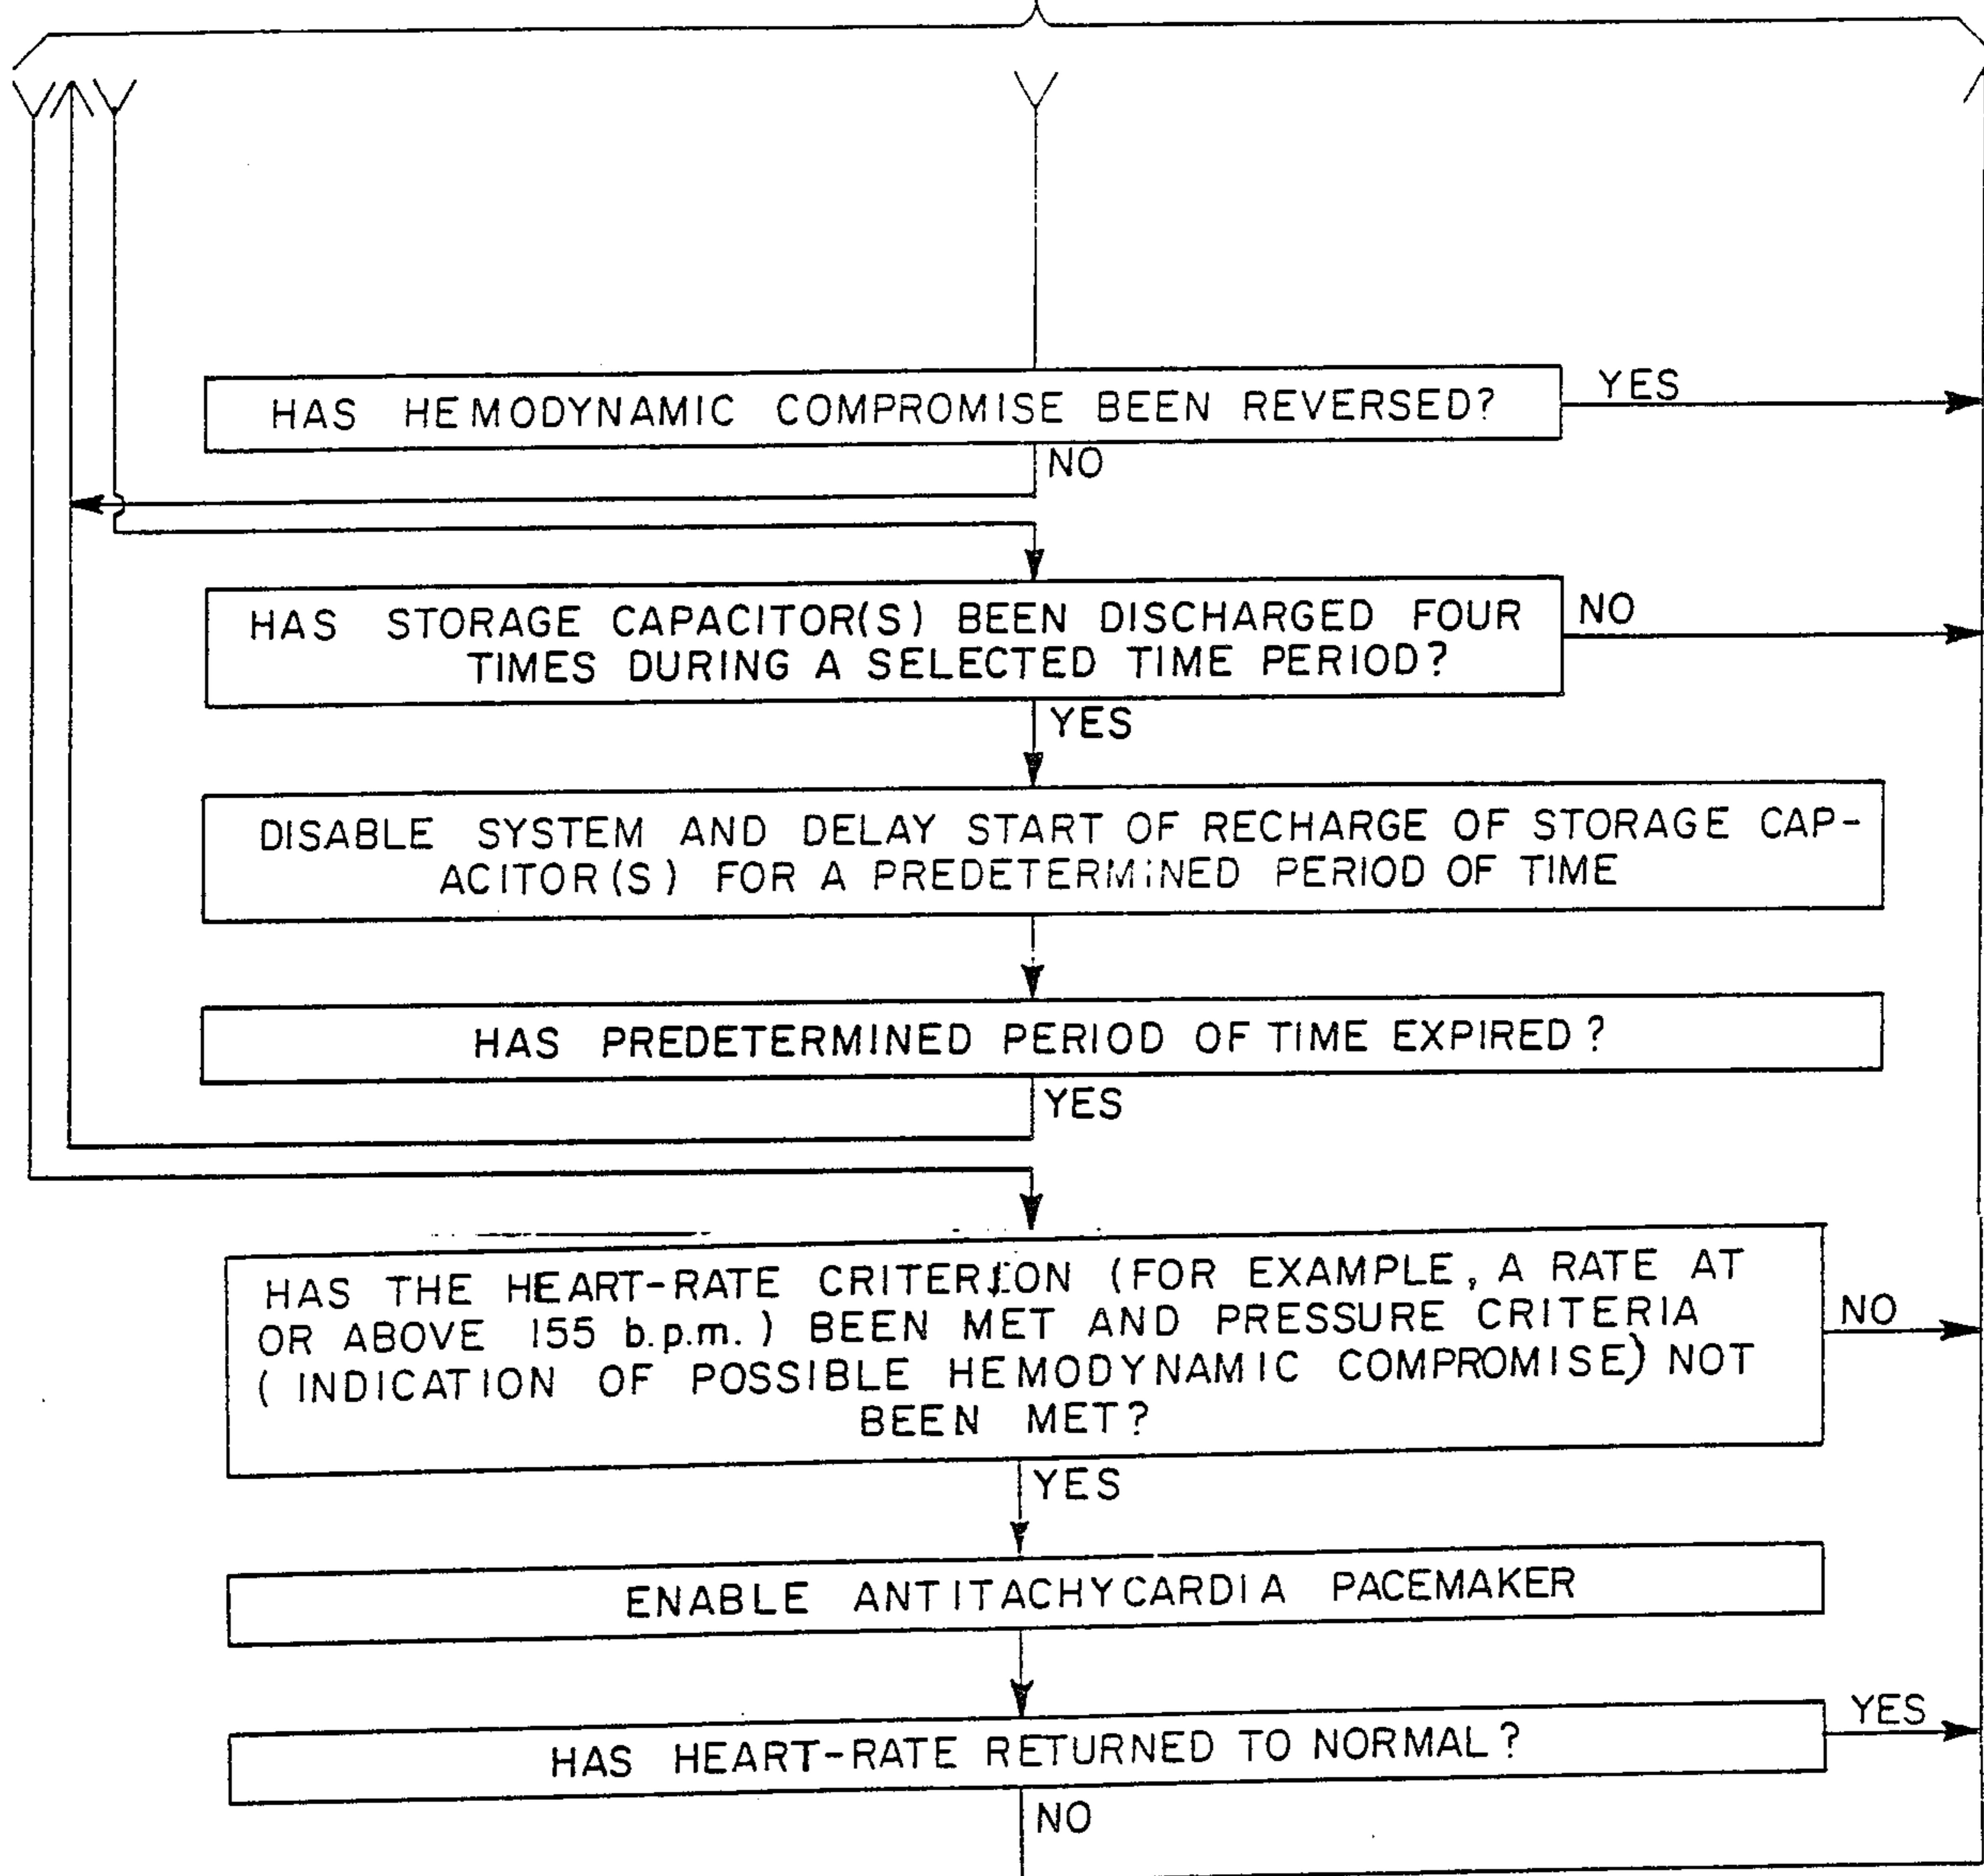 HAS HEMODYNAMIC COMPROMISE BEEN REVERSED?
YES
NO
HAS STORAGE CAPACITOR(S) BEEN DISCHARGED FOUR
TIMES DURING A SELECTED TIME PERIOD?
NO
YES
DISABLE SYSTEM AND DELAY START OF RECHARGE OF STORAGE CAP-
ACITOR(S) FOR A PREDETERMINED PERIOD OF TIME
HAS PREDETERMINED PERIOD OF TIME EXPIRED?
YES
HAS THE HEART-RATE CRITERION (FOR EXAMPLE, A RATE AT
OR ABOVE 155 b.p.m.) BEEN MET AND PRESSURE CRITERIA
(INDICATION OF POSSIBLE HEMODYNAMIC COMPROMISE) NOT
BEEN MET?
NO
YES
ENABLE ANTITACHYCARDIA PACEMAKER
HAS HEART-RATE RETURNED TO NORMAL?
YES
NO